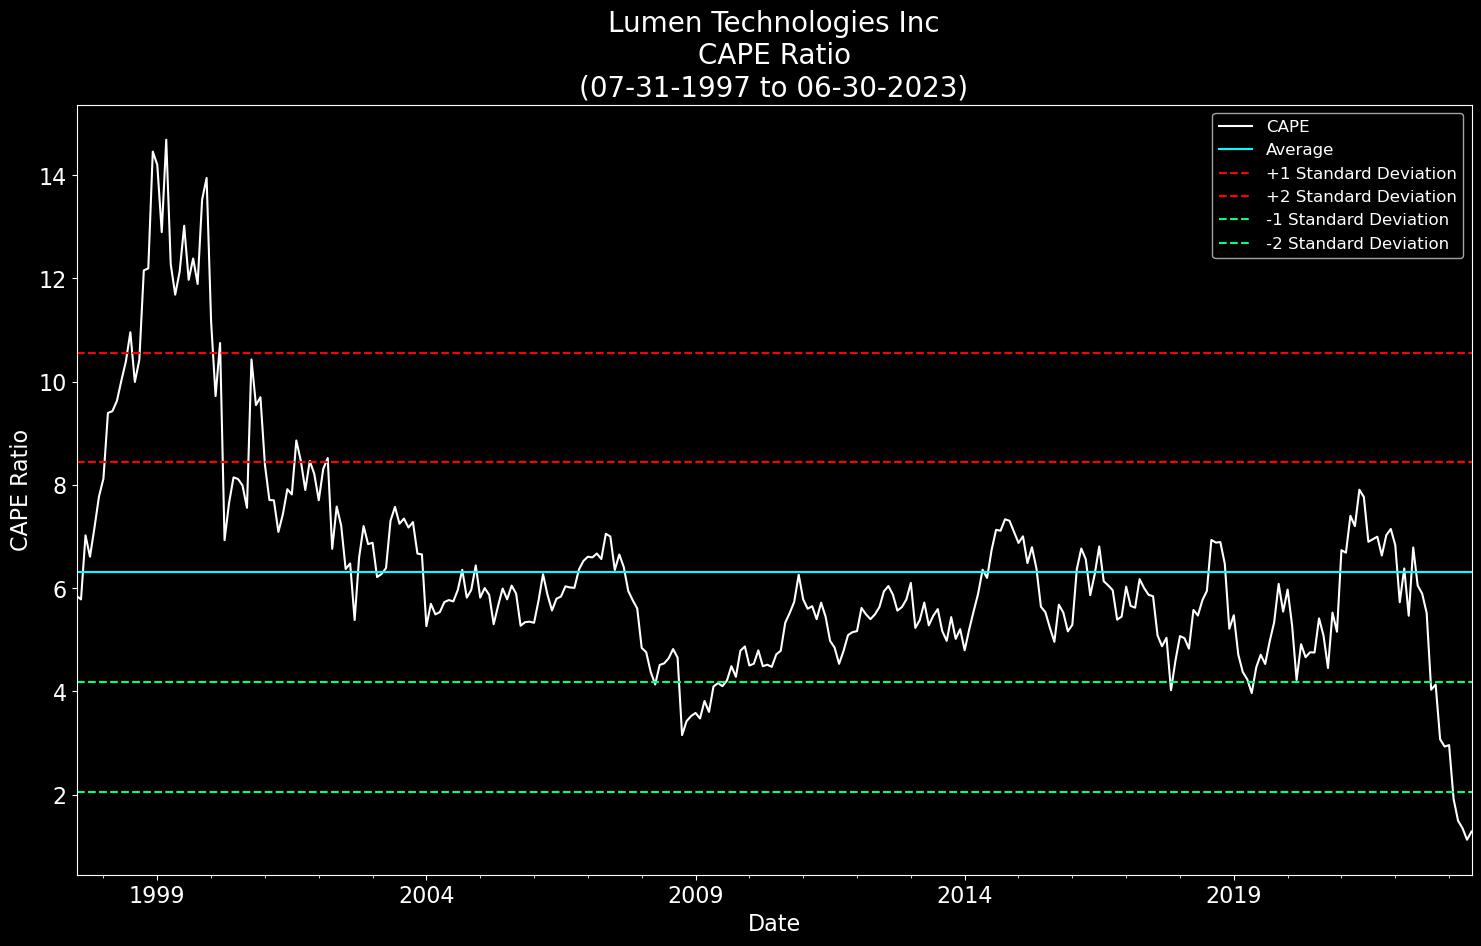 Lumen Technologies Inc
CAPE Ratio
(07-31-1997 to 06-30-2023)
CAPE
Average
+1 Standard Deviation
+2 Standard Deviation
-1 Standard Deviation
-2 Standard Deviation
CAPE Ratio
14
12
10
8
6
4
2
1999 2004 2009 2014 2019
Date